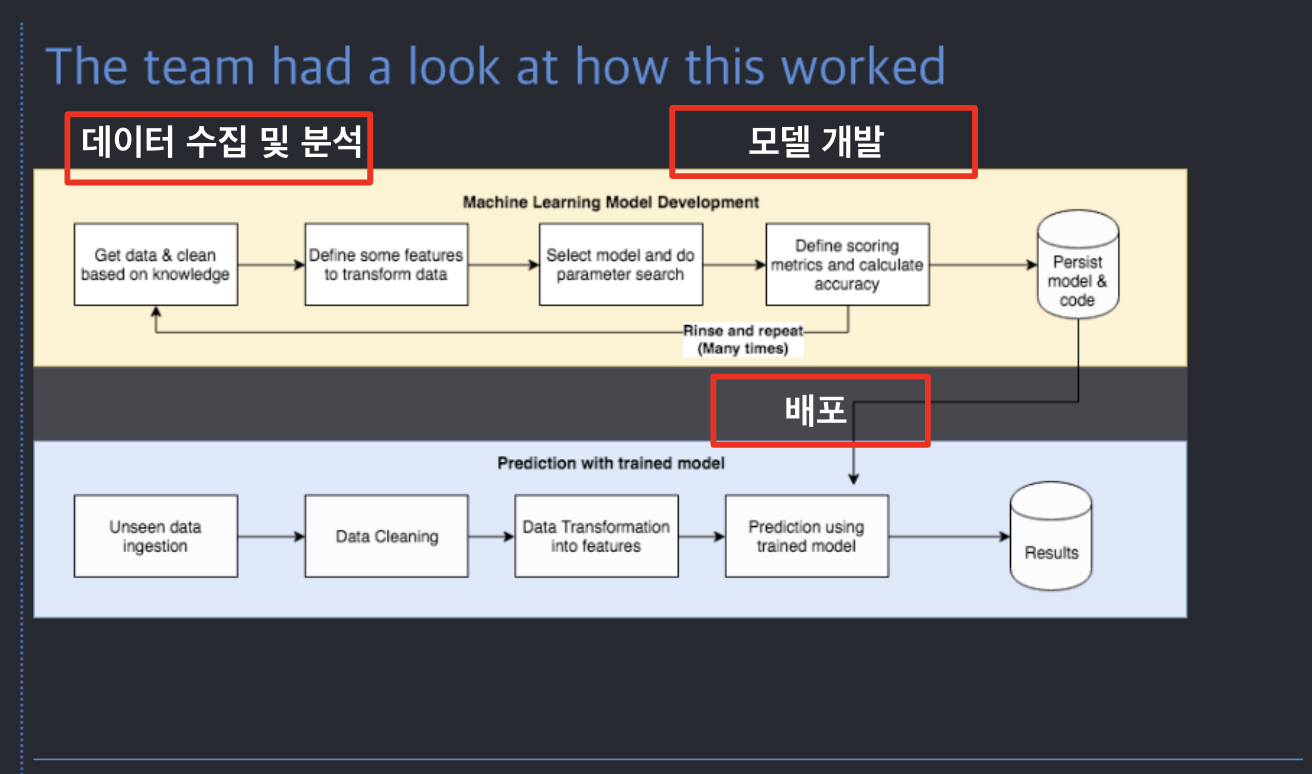 The team had a look at how this worked
데이터 수집 및 분석
모델 개발
Machine Learning Model Development
Get data & clean
based on knowledge
Define some features
to transform data
Select model and do
parameter search
Define scoring
metrics and calculate
accuracy
Persist
model &
code
Rinse and repeat
(Many times)
배포
Prediction with trained model
Unseen data
ingestion
Data Cleaning
Data Transformation
into features
Prediction using
trained model
Results